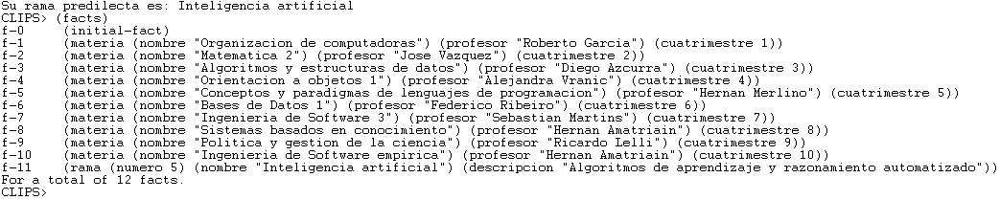 Su rama predilecta es: Inteligencia artificial
CLIPS> (facts)
f-0 (initial-fact)
f-1 (materia (nombre "Organizacion de computadoras") (profesor "Roberto Garcia") (cuatrimestre 1))
f-2 (materia (nombre "Matematica 2") (profesor "Jose Vazquez") (cuatrimestre 2))
f-3 (materia (nombre "Algoritmos y estructuras de datos") (profesor "Diego Azcurra") (cuatrimestre 3))
f-4 (materia (nombre "Orientacion a objetos 1") (profesor "Alejandra Vranic") (cuatrimestre 4))
f-5 (materia (nombre "Conceptos y paradigmas de lenguajes de programacion") (profesor "Hernan Merlino") (cuatrimestre 5))
f-6 (materia (nombre "Bases de Datos 1") (profesor "Federico Ribeiro") (cuatrimestre 6))
f-7 (materia (nombre "Ingenieria de Software 3") (profesor "Sebastian Martins") (cuatrimestre 7))
f-8 (materia (nombre "Sistemas basados en conocimiento") (profesor "Hernan Amatriain") (cuatrimestre 8))
f-9 (materia (nombre "Politica y gestion de la ciencia") (profesor "Ricardo Lelli") (cuatrimestre 9))
f-10 (materia (nombre "Ingenieria de Software empirica") (profesor "Hernan Amatriain") (cuatrimestre 10))
f-11 (rama (numero 5) (nombre "Inteligencia artificial") (descripcion "Algoritmos de aprendizaje y razonamiento automatizado"))
For a total of 12 facts.
CLIPS>